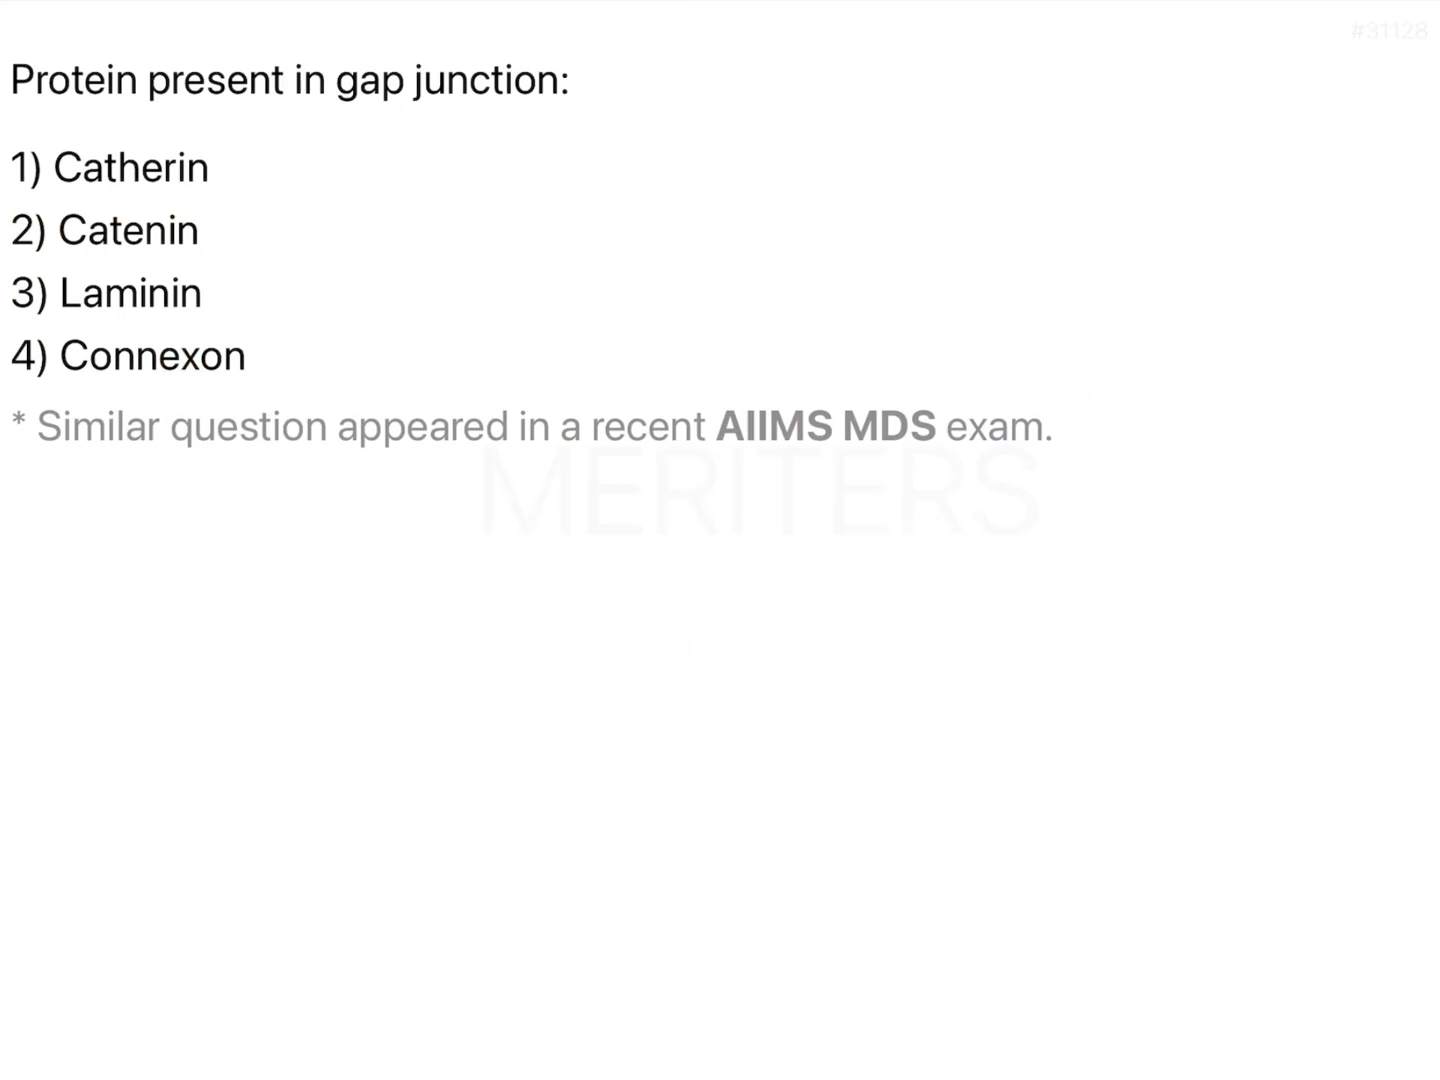 #31128
Protein present in gap junction:
1) Catherin
2) Catenin
3) Laminin
4) Connexon
* Similar question appeared in a recent AIIMS MDS exam.
MERITERS